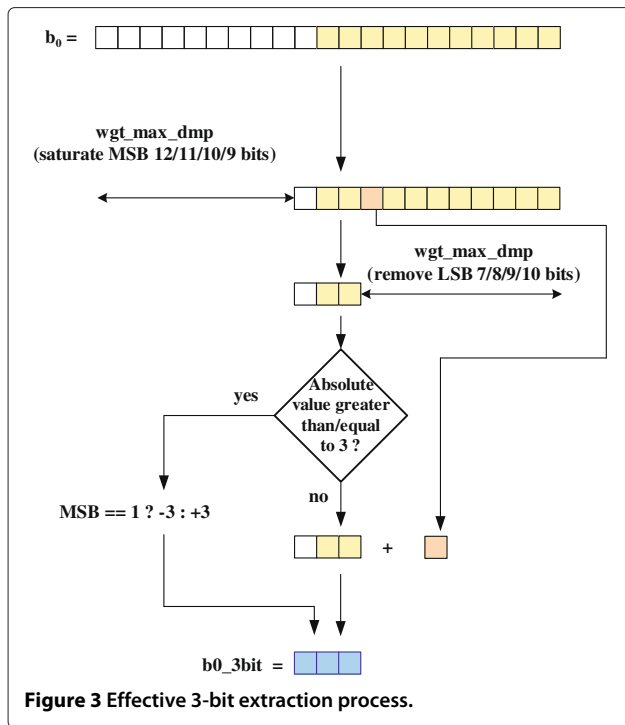 b0 =
wgt_max_dmp
(saturate MSB 12/11/10/9 bits)
wgt_max_dmp
(remove LSB 7/8/9/10 bits)
Absolute
value greater
than/equal
to 3 ?
yes
no
MSB == 1 ? -3 : +3
+
b0_3bit =
Figure 3 Effective 3-bit extraction process.